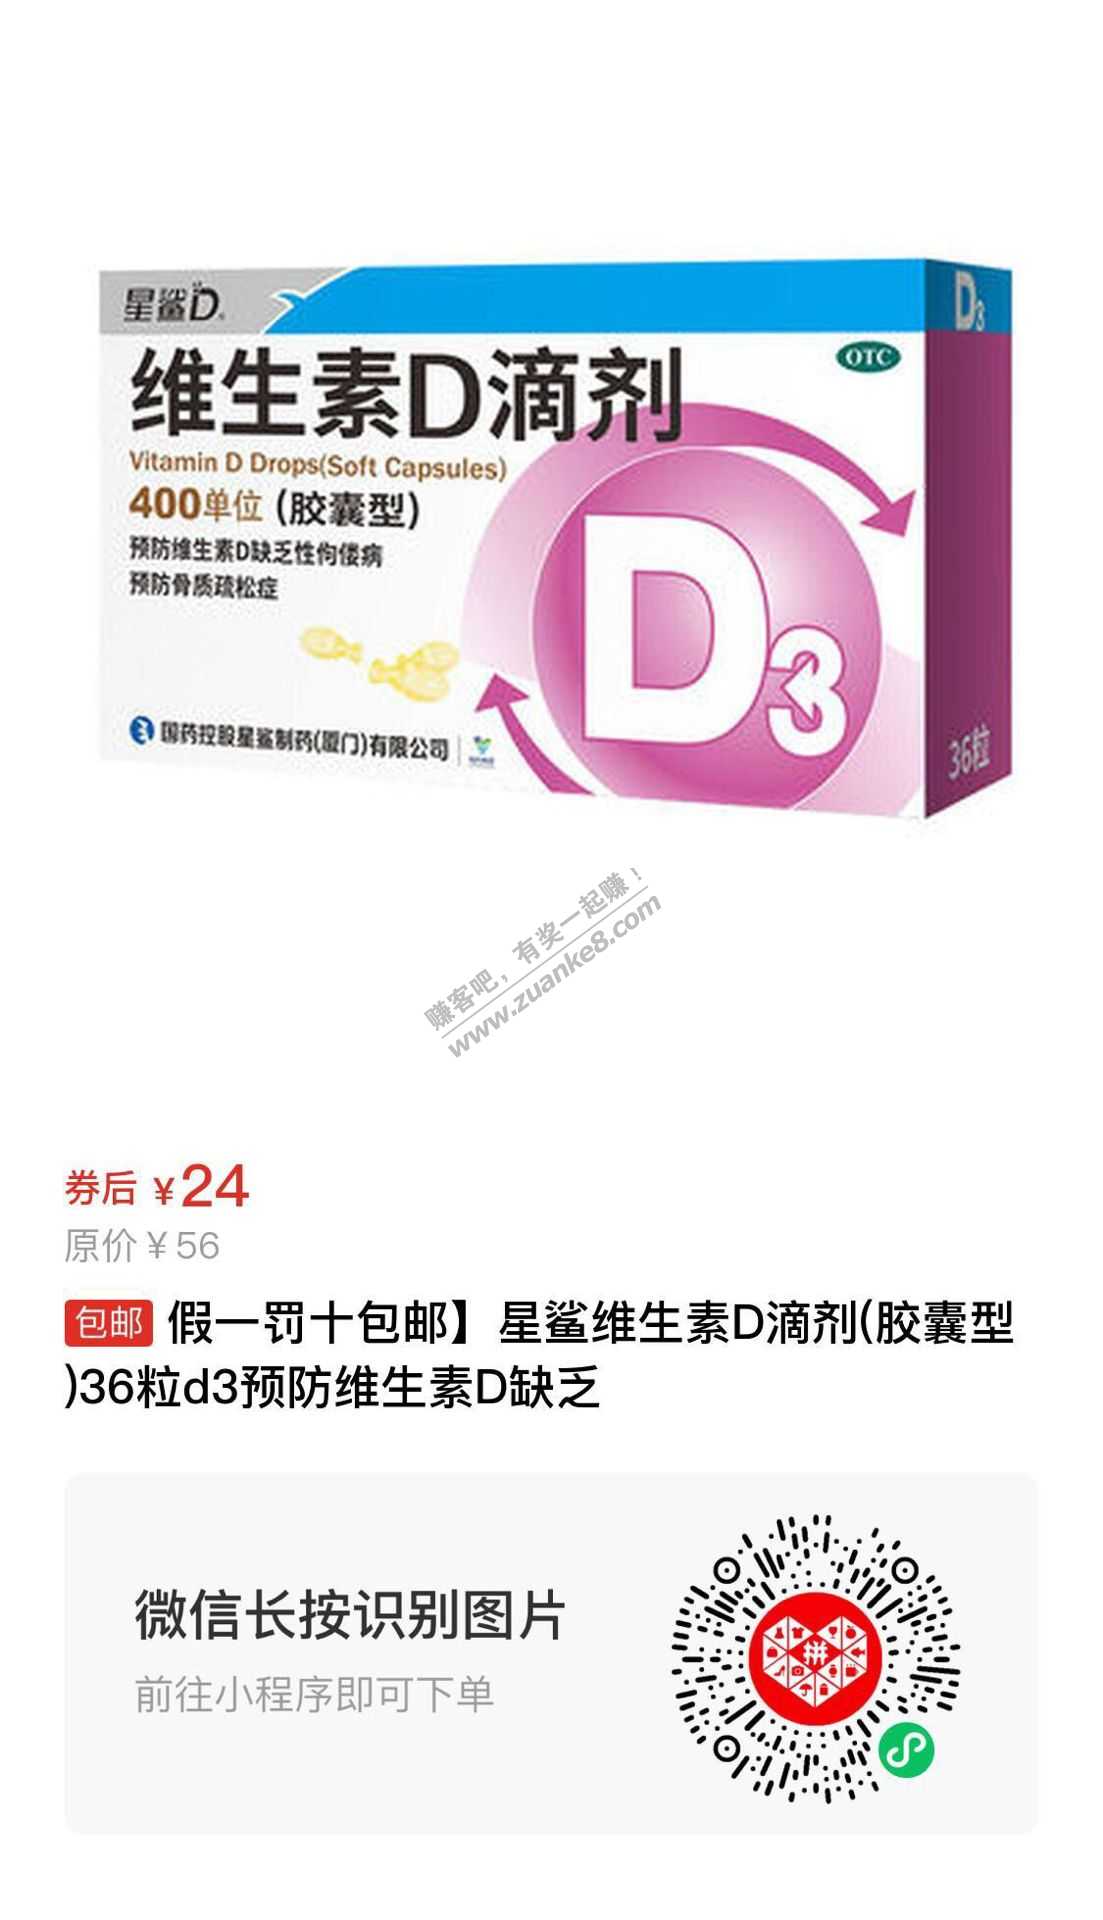 星鲨D
D3
维生素D滴剂
OTC
Vitamin D Drops(Soft Capsules)
400单位 (胶囊型)
预防维生素D缺乏性佝偻病
预防骨质疏松症
D3
国药控股星鲨制药(厦门)有限公司
36粒
赚客吧，有奖一起赚！
www.zuanke8.com
券后 ¥24
原价 ¥56
包邮 假一罚十包邮】星鲨维生素D滴剂(胶囊型
)36粒d3预防维生素D缺乏
微信长按识别图片
前往小程序即可下单
拼